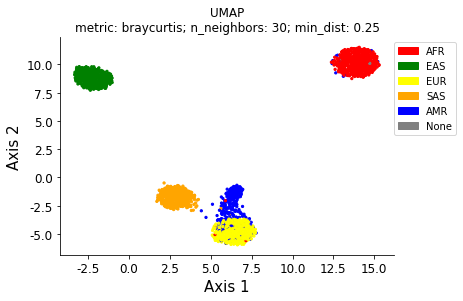 UMAP
metric: braycurtis; n_neighbors: 30; min_dist: 0.25
AFR
EAS
EUR
SAS
AMR
None
Axis 2
10.0
7.5
5.0
2.5
0.0
-2.5
-5.0
-2.5 0.0 2.5 5.0 7.5 10.0 12.5 15.0
Axis 1